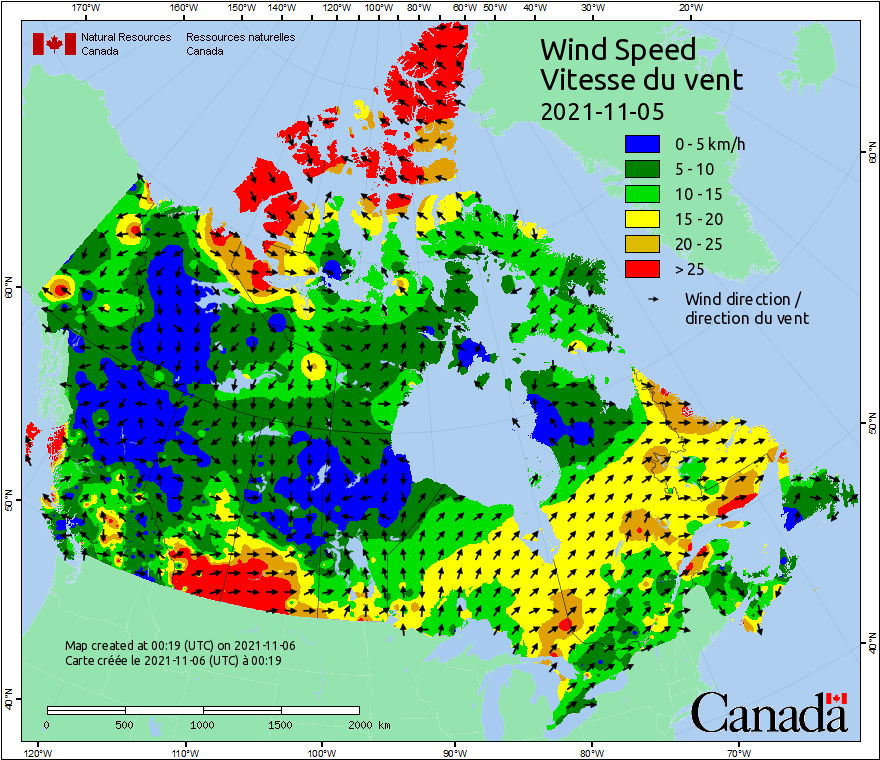 170°W 160°W 150°W 140°W 120°W 100°W 80°W 60°W 50°W 40°W 30°W 20°W
Natural Resources Ressources naturelles
Canada Canada
Wind Speed
Vitesse du vent
2021-11-05
0 - 5 km/h
5 - 10
10 - 15
15 - 20
20 - 25
> 25
Wind direction /
direction du vent
60°N
60°N
50°N
50°N
40°N
40°N
Map created at 00:19 (UTC) on 2021-11-06
Carte créée le 2021-11-06 (UTC) à 00:19
0 500 1000 1500 2000 km
Canada
120°W 110°W 100°W 90°W 80°W 70°W